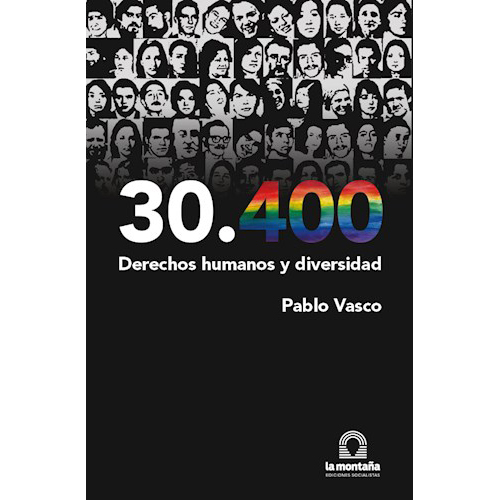 30.400
Derechos humanos y diversidad
Pablo Vasco
la montaña
EDICIONES SOCIALISTAS